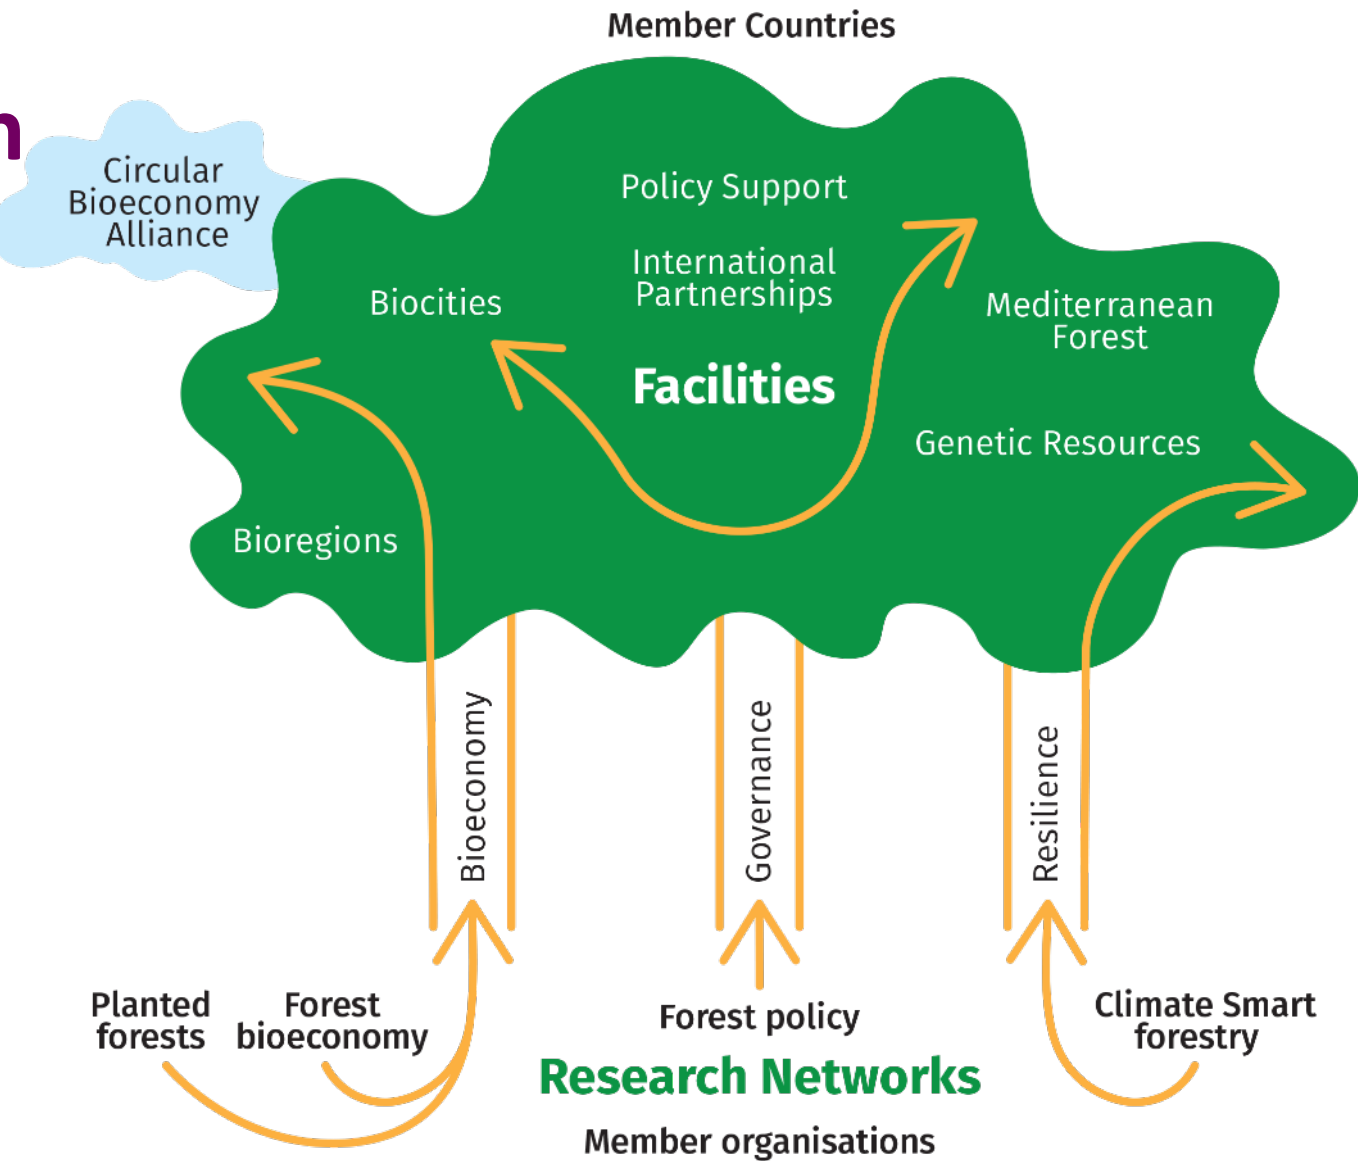 Member Countries
Circular
Bioeconomy
Alliance
Policy Support
International
Partnerships
Biocities
Mediterranean
Forest
Facilities
Genetic Resources
Bioregions
Bioeconomy
Governance
Resilience
Planted
forests
Forest
bioeconomy
Forest policy
Climate Smart
forestry
Research Networks
Member organisations